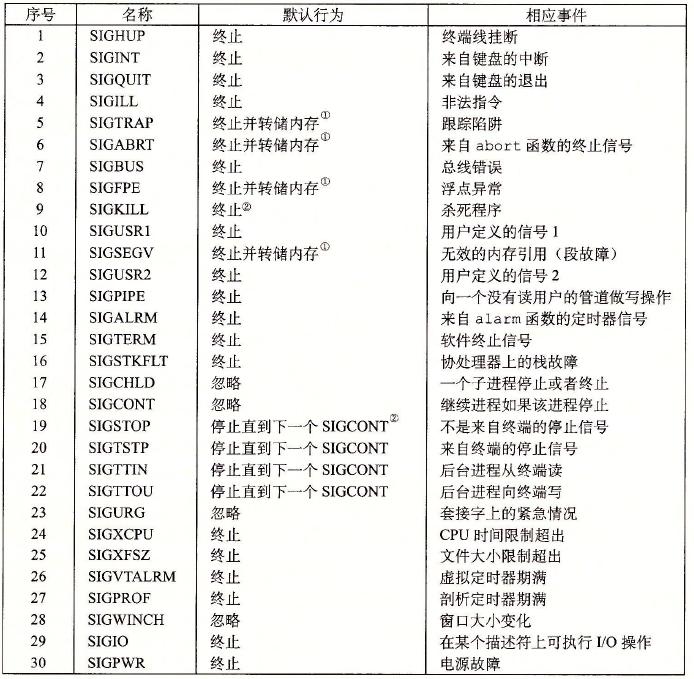 序号 名称 默认行为 相应事件
1 SIGHUP 终止 终端线挂断
2 SIGINT 终止 来自键盘的中断
3 SIGQUIT 终止 来自键盘的退出
4 SIGILL 终止 非法指令
5 SIGTRAP 终止并转储内存① 跟踪陷阱
6 SIGABRT 终止并转储内存① 来自 abort 函数的终止信号
7 SIGBUS 终止 总线错误
8 SIGFPE 终止并转储内存① 浮点异常
9 SIGKILL 终止② 杀死程序
10 SIGUSR1 终止 用户定义的信号 1
11 SIGSEGV 终止并转储内存① 无效的内存引用（段故障）
12 SIGUSR2 终止 用户定义的信号 2
13 SIGPIPE 终止 向一个没有读用户的管道做写操作
14 SIGALRM 终止 来自 alarm 函数的定时器信号
15 SIGTERM 终止 软件终止信号
16 SIGSTKFLT 终止 协处理器上的栈故障
17 SIGCHLD 忽略 一个子进程停止或者终止
18 SIGCONT 忽略 继续进程如果该进程停止
19 SIGSTOP 停止直到下一个 SIGCONT② 不是来自终端的停止信号
20 SIGTSTP 停止直到下一个 SIGCONT 来自终端的停止信号
21 SIGTTIN 停止直到下一个 SIGCONT 后台进程从终端读
22 SIGTTOU 停止直到下一个 SIGCONT 后台进程向终端写
23 SIGURG 忽略 套接字上的紧急情况
24 SIGXCPU 终止 CPU 时间限制超出
25 SIGXFSZ 终止 文件大小限制超出
26 SIGVTALRM 终止 虚拟定时器期满
27 SIGPROF 终止 剖析定时器期满
28 SIGWINCH 忽略 窗口大小变化
29 SIGIO 终止 在某个描述符上可执行 I/O 操作
30 SIGPWR 终止 电源故障